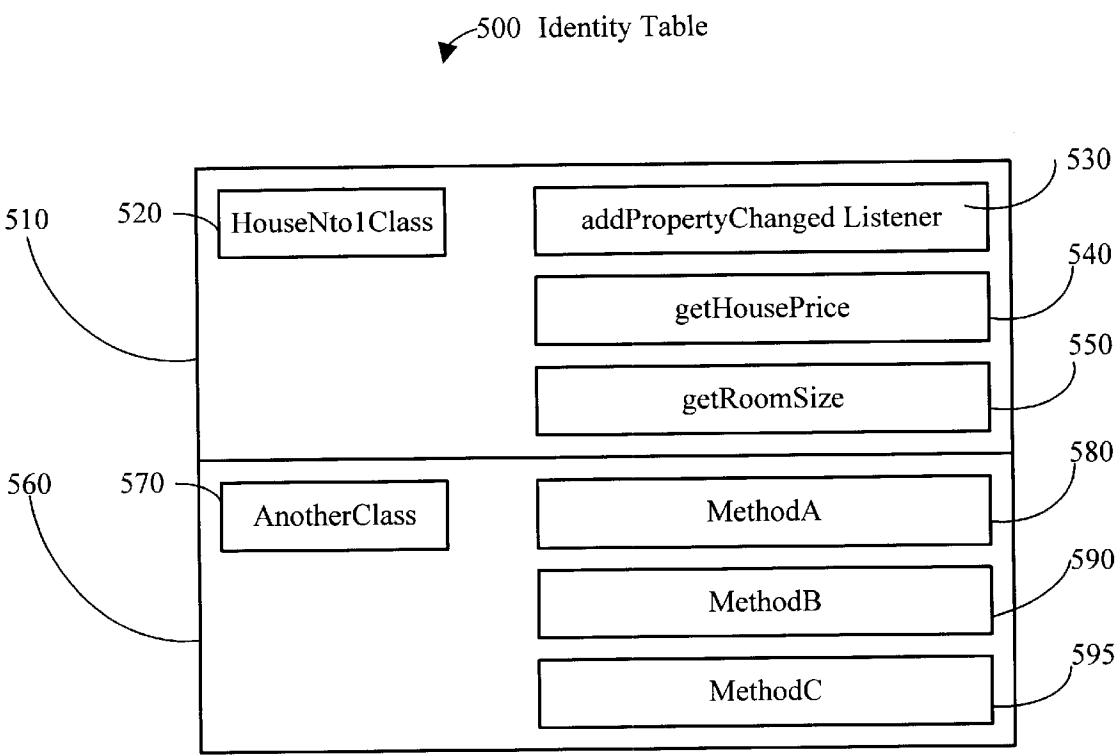 500 Identity Table
530
520
HouseNto1Class
addPropertyChanged Listener
510
540
getHousePrice
550
getRoomSize
580
560
570
AnotherClass
MethodA
590
MethodB
595
MethodC